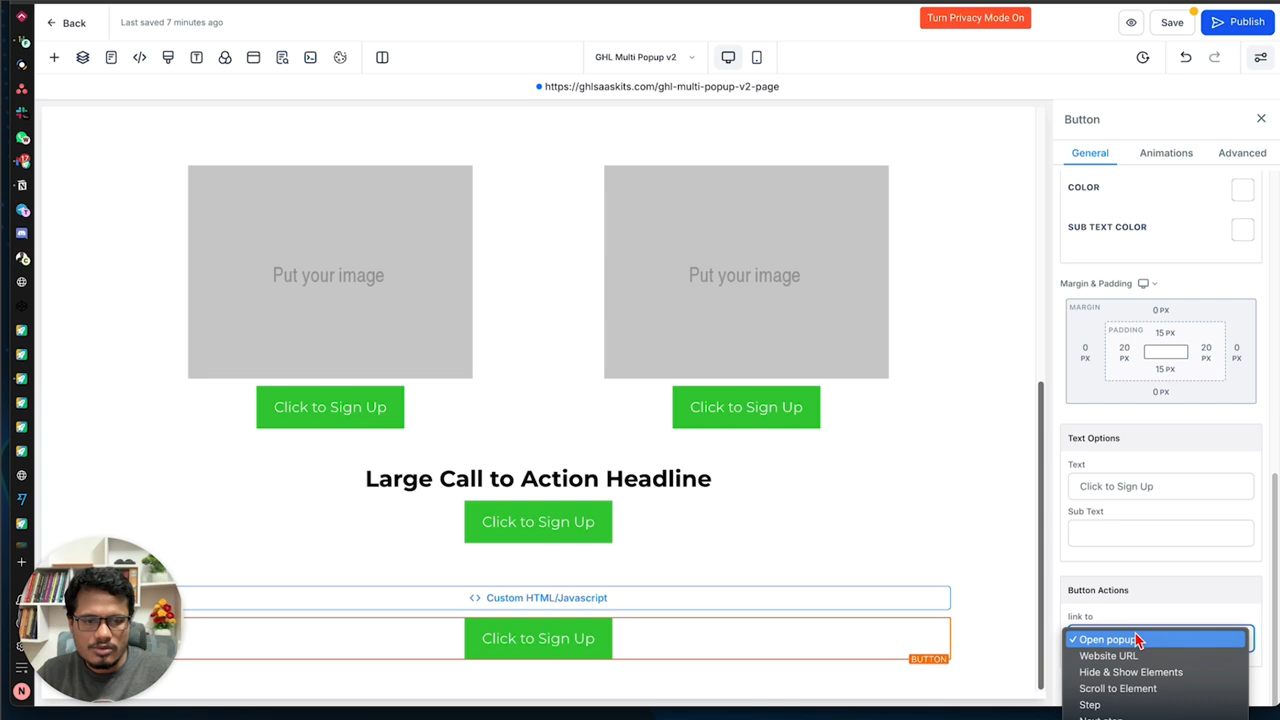 Back
Last saved 7 minutes ago
Turn Privacy Mode On
Save
Publish
GHL Multi Popup v2
https://ghlsaaskits.com/ghl-multi-popup-v2-page
Button
General
Animations
Advanced
COLOR
SUB TEXT COLOR
Margin & Padding
MARGIN
0 PX
PADDING
15 PX
0 PX
20 PX
20 PX
0 PX
15 PX
0 PX
Text Options
Text
Click to Sign Up
Sub Text
Button Actions
link to
✓ Open popup
Website URL
Hide & Show Elements
Scroll to Element
Step
Put your image
Put your image
Click to Sign Up
Click to Sign Up
Large Call to Action Headline
Click to Sign Up
<> Custom HTML/Javascript
Click to Sign Up
BUTTON
17
N